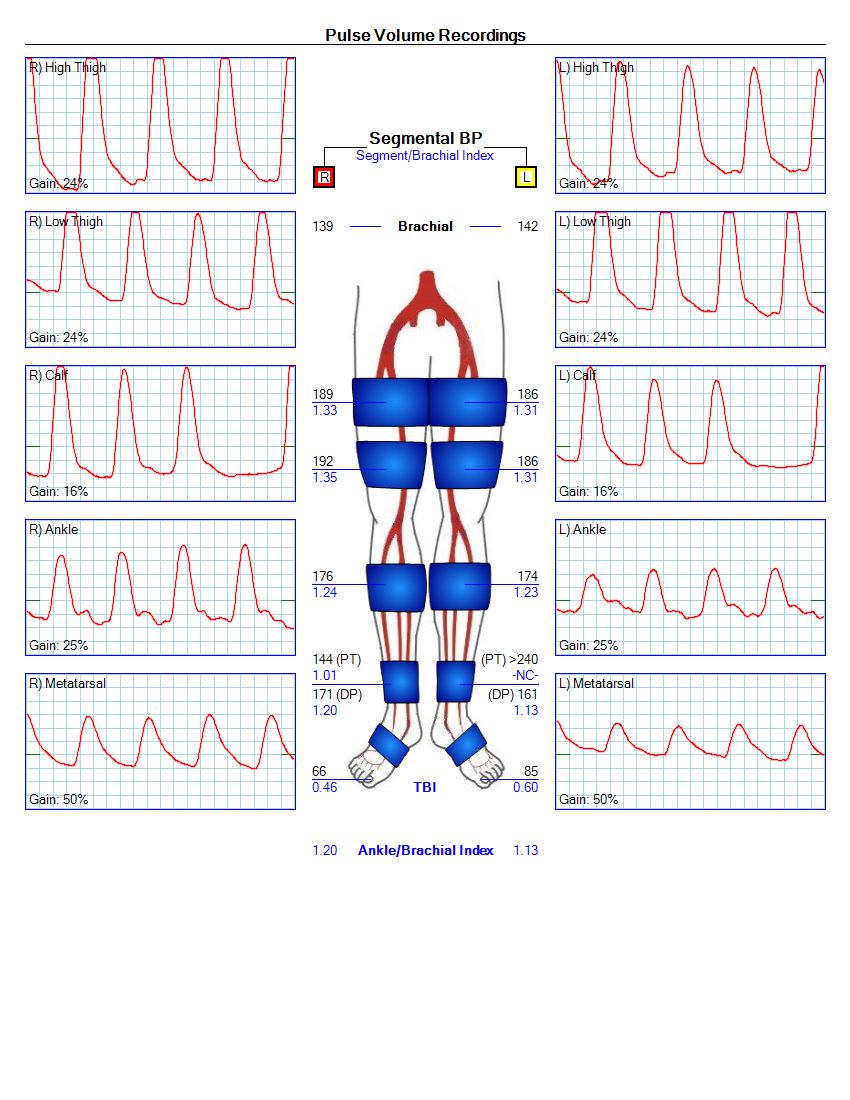 Pulse Volume Recordings
R) High Thigh
Gain: 24%
L) High Thigh
Gain: 24%
Segmental BP
Segment/Brachial Index
R
L
139 Brachial 142
R) Low Thigh
Gain: 24%
L) Low Thigh
Gain: 24%
R) Calf
Gain: 16%
L) Calf
Gain: 16%
189 186
1.33 1.31
192 186
1.35 1.31
R) Ankle
Gain: 25%
L) Ankle
Gain: 25%
176 174
1.24 1.23
144 (PT) (PT) >240
1.01 -NC-
171 (DP) (DP) 161
1.20 1.13
R) Metatarsal
Gain: 50%
L) Metatarsal
Gain: 50%
66 85
0.46 TBI 0.60
1.20 Ankle/Brachial Index 1.13